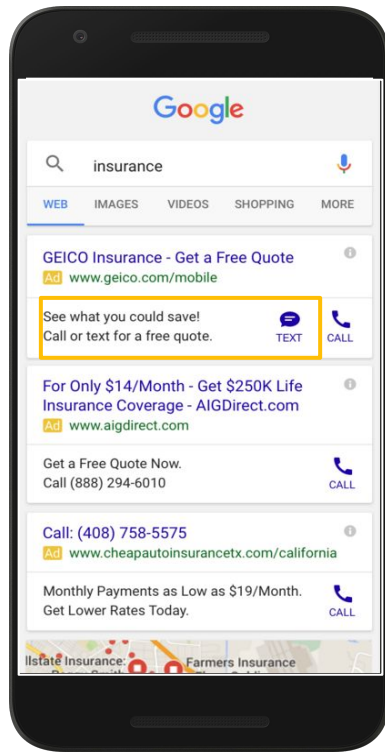 Google
insurance
WEB IMAGES VIDEOS SHOPPING MORE
GEICO Insurance - Get a Free Quote
Ad www.geico.com/mobile
See what you could save!
Call or text for a free quote.
TEXT CALL
For Only $14/Month - Get $250K Life
Insurance Coverage - AIGDirect.com
Ad www.aigdirect.com
Get a Free Quote Now.
Call (888) 294-6010
CALL
Call: (408) 758-5575
Ad www.cheapautoinsurancetx.com/california
Monthly Payments as Low as $19/Month.
Get Lower Rates Today.
CALL
llstate Insurance: Farmers Insurance